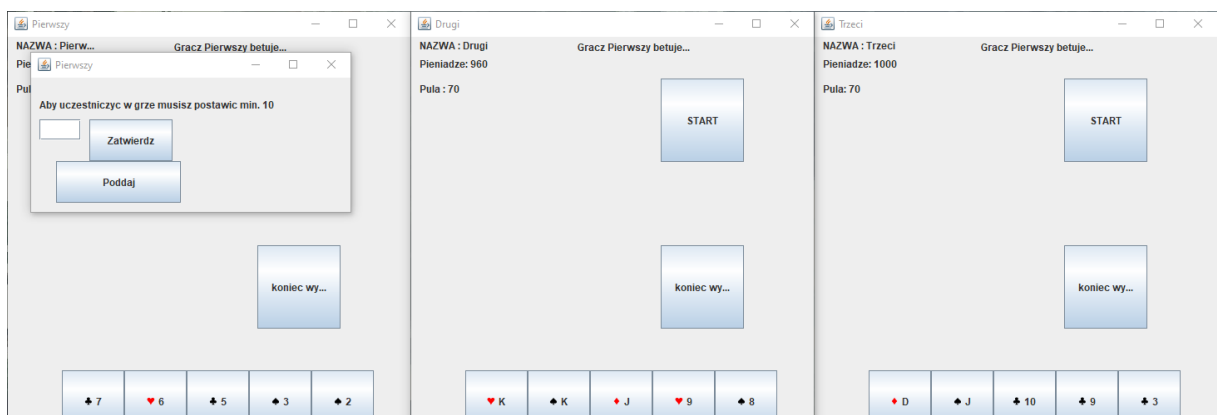 Pierwszy
NAZWA : Pierw...
Gracz Pierwszy betuje...
Pie
Pul
Pierwszy
Aby uczestniczyc w grze musisz postawic min. 10
Zatwierdz
Poddaj
koniec wy...
♣ 7 ♥ 6 ♣ 5 ♠ 3 ♠ 2
Drugi
NAZWA : Drugi
Gracz Pierwszy betuje...
Pieniadze: 960
Pula : 70
START
koniec wy...
♥ K ♠ K ♦ J ♥ 9 ♠ 8
Trzeci
NAZWA : Trzeci
Gracz Pierwszy betuje...
Pieniadze: 1000
Pula: 70
START
koniec wy...
♦ D ♠ J ♣ 10 ♣ 9 ♣ 3